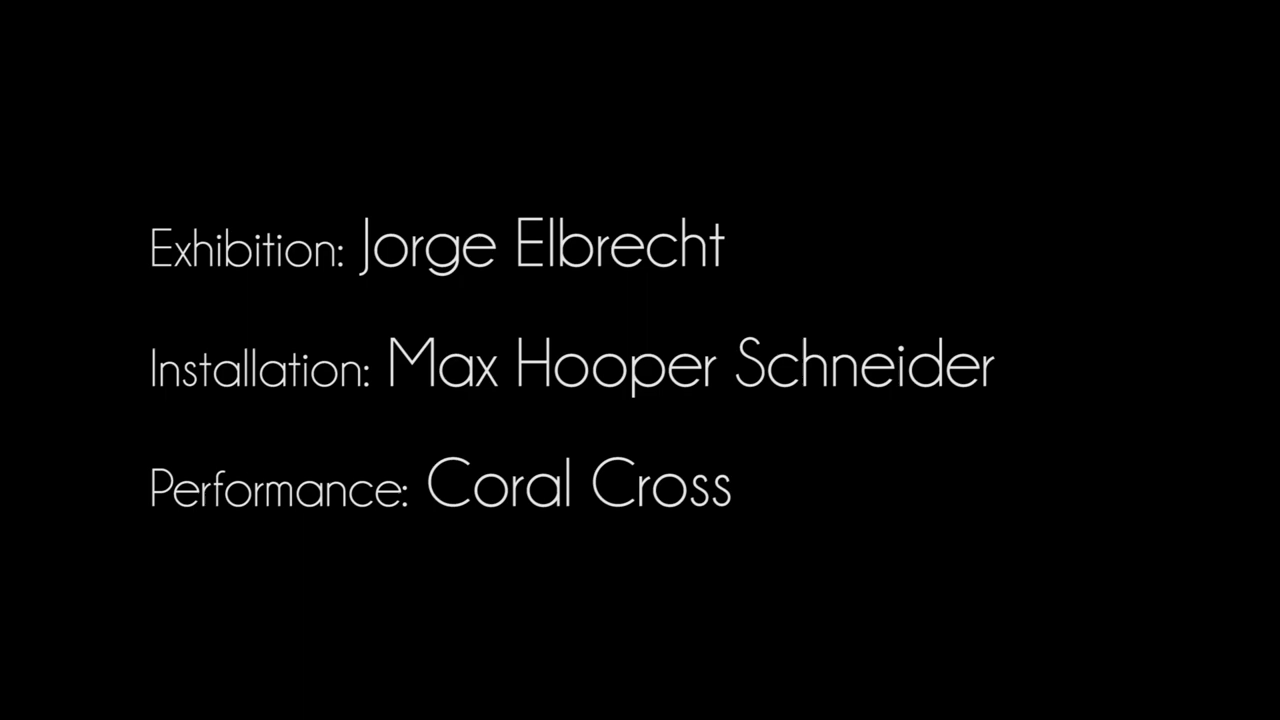 Exhibition: Jorge Elbrecht
Installation: Max Hooper Schneider
Performance: Coral Cross